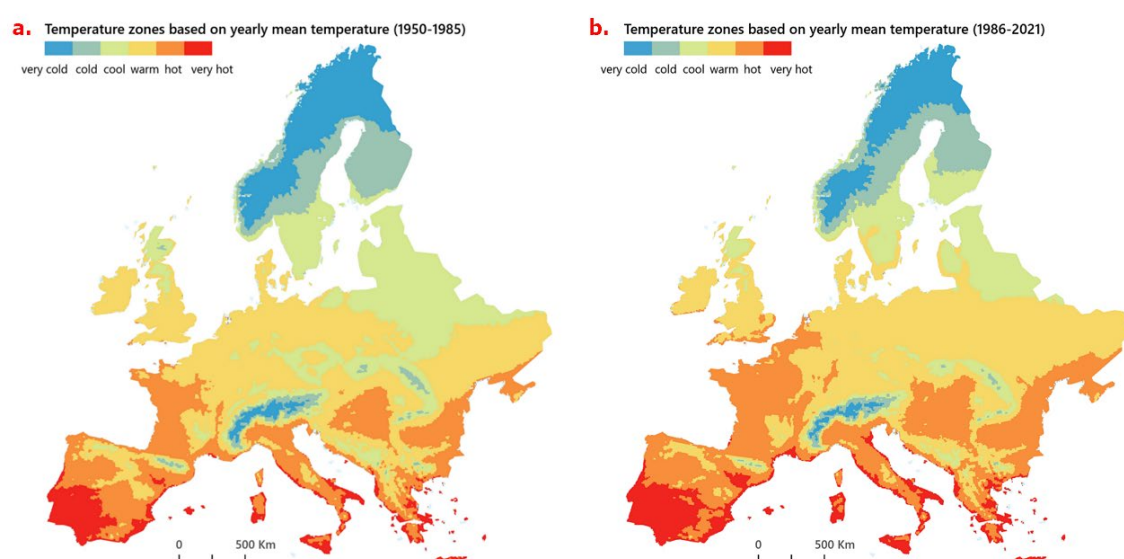 a. Temperature zones based on yearly mean temperature (1950-1985)
very cold cold cool warm hot very hot
0 500 Km
b. Temperature zones based on yearly mean temperature (1986-2021)
very cold cold cool warm hot very hot
0 500 Km